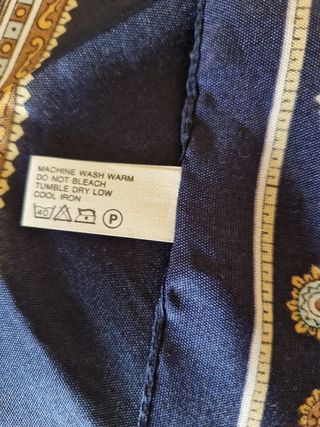 MACHINE WASH WARM
DO NOT BLEACH
TUMBLE DRY LOW
COOL IRON
40 P